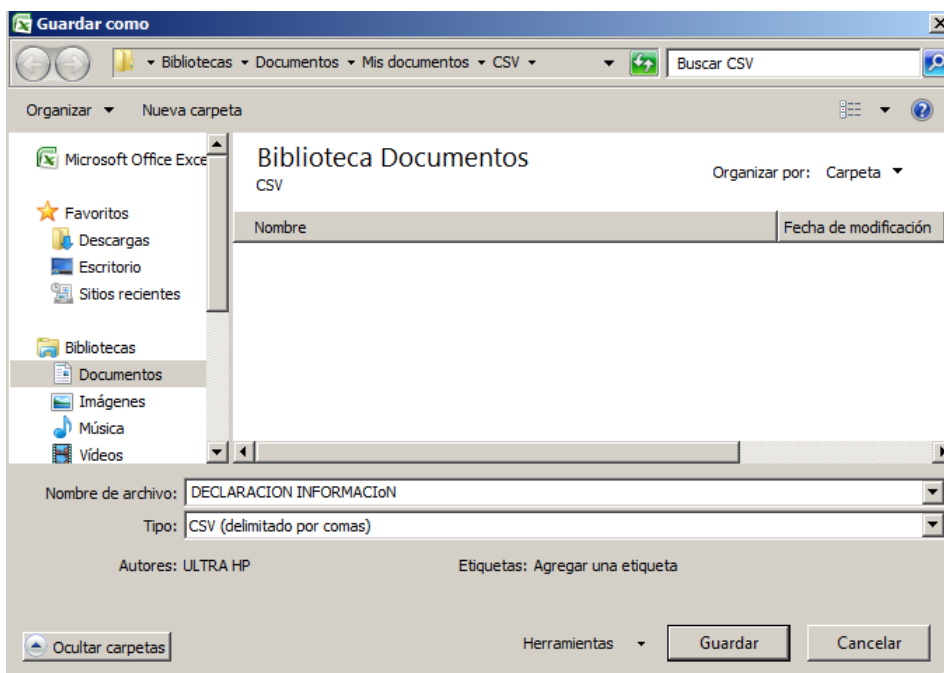 Guardar como
Bibliotecas Documentos Mis documentos CSV
Buscar CSV
Organizar Nueva carpeta
Microsoft Office Exce
Favoritos
Descargas
Escritorio
Sitios recientes
Bibliotecas
Documentos
Imágenes
Música
Vídeos
Biblioteca Documentos
CSV
Organizar por: Carpeta
Nombre Fecha de modificación
Nombre de archivo: DECLARACION INFORMACIoN
Tipo: CSV (delimitado por comas)
Autores: ULTRA HP Etiquetas: Agregar una etiqueta
Ocultar carpetas Herramientas Guardar Cancelar